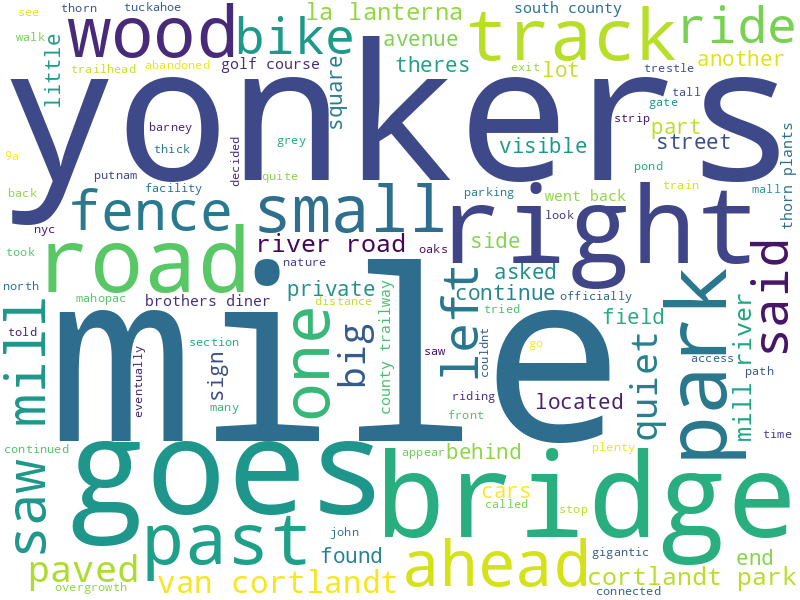 see
thorn
tuckahoe
la lanterna
south county
walk
wood
bike
avenue
track
ride
little
trailhead
abandoned
golf course
theres
exit
lot
trestle
another
square
yonkers
tall
gate
barney
strip
part
9a
thick
decided
grey
visible
street
putnam
quite
pond
back
facility
parking
went back
train
mall
thorn plants
nyc
fence
small
right
look
took
road
river road
oaks
side
nature
north
mahopac
brothers diner
private
left
asked
continue
officially
said
distance
tried
told
mill
mile
one
big
county trailway
field
park
mill river
section
saw
couldnt
go
quiet
access
path
eventually
sign
many
riding
front
located
time
continued
goes
appear
behind
plenty
bridge
saw
past
cars
called
stop
john
paved
found
ahead
gigantic
end
overgrowth
van cortlandt
cortlandt park
connected